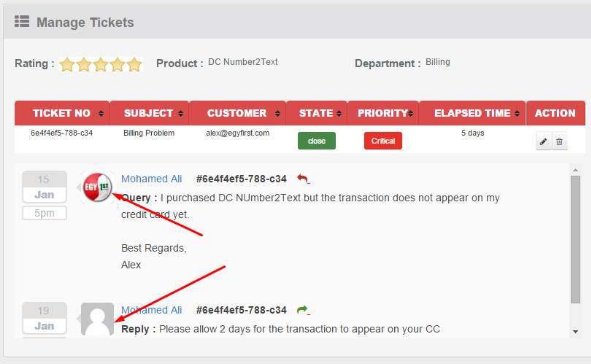 Manage Tickets
Rating : Product : DC Number2Text Department : Billing
TICKET NO SUBJECT CUSTOMER STATE PRIORITY ELAPSED TIME ACTION
6e4f4ef5-788-c34 Billing Problem alex@egyfirst.com close Critical 5 days
15 Mohamed Ali #6e4f4ef5-788-c34
Jan EGY 1st Query : I purchased DC NUmber2Text but the transaction does not appear on my
5pm credit card yet.
Best Regards,
Alex
19 Mohamed Ali #6e4f4ef5-788-c34
Jan Reply : Please allow 2 days for the transaction to appear on your CC